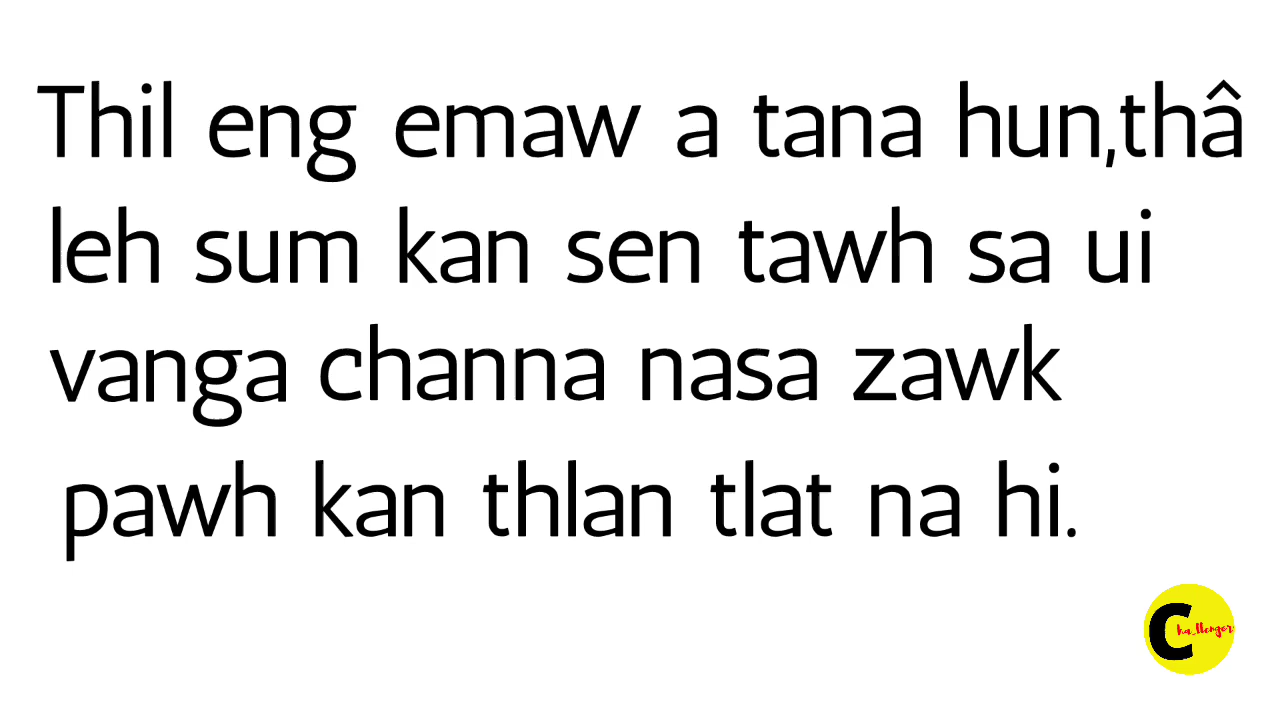 Thil eng emaw a tana hun,thâ
leh sum kan sen tawh sa ui
vanga channa nasa zawk
pawh kan thlan tlat na hi.
Cha_llengers